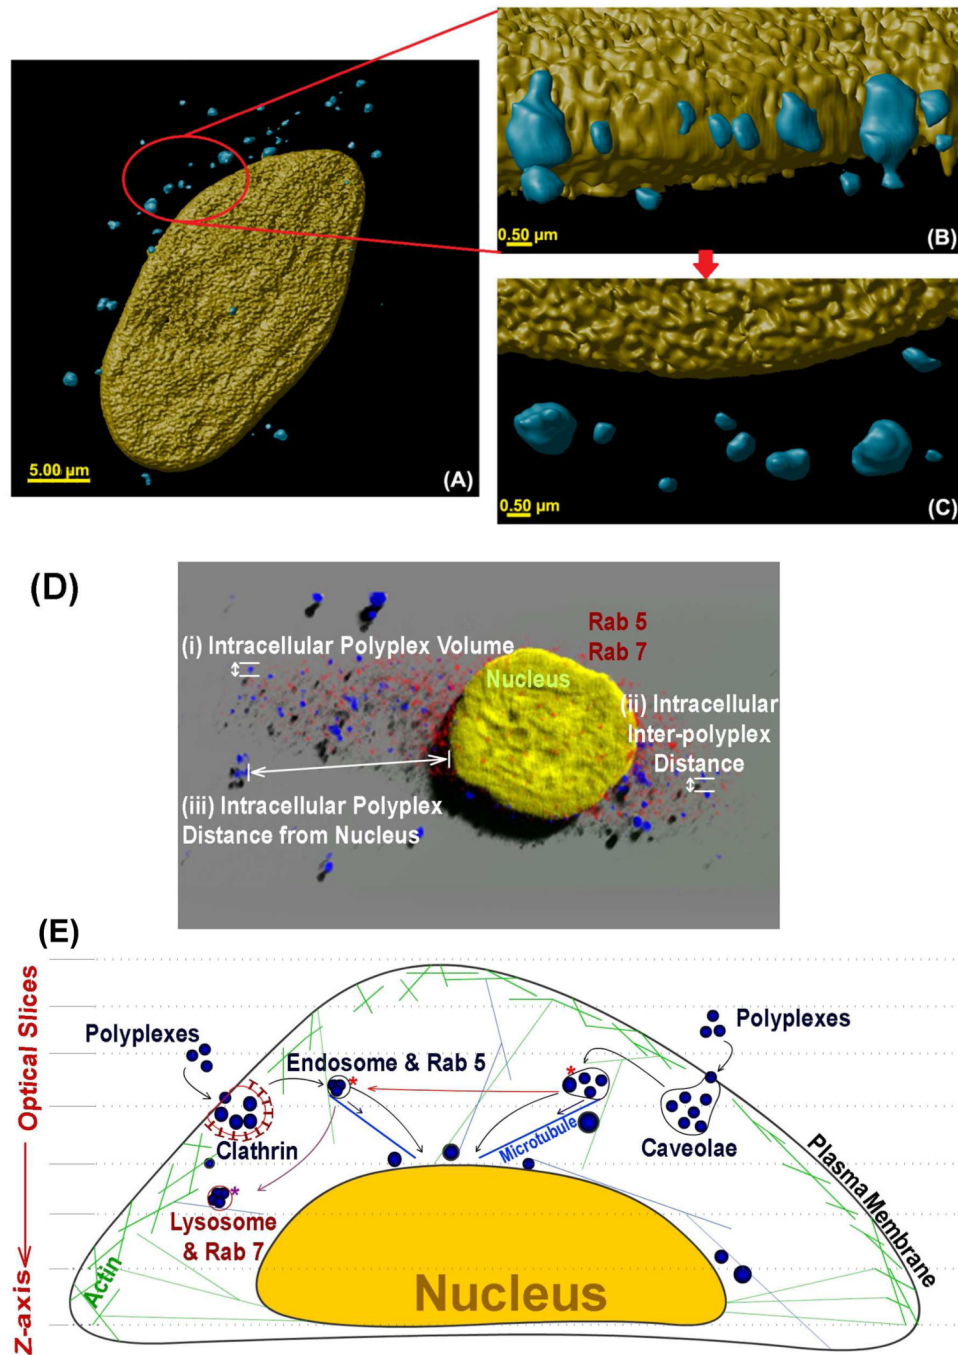 5.00 µm
(A)
0.50 µm
(B)
0.50 µm
(C)
(D)
(i) Intracellular Polyplex Volume
Rab 5
Rab 7
Nucleus
(ii) Intracellular
Inter-polyplex
Distance
(iii) Intracellular Polyplex
Distance from Nucleus
(E)
Z-axis
Optical Slices
Polyplexes
Endosome & Rab 5
*
*
Polyplexes
Clathrin
Microtubule
Caveolae
*
Lysosome
& Rab 7
Actin
Plasma Membrane
Nucleus